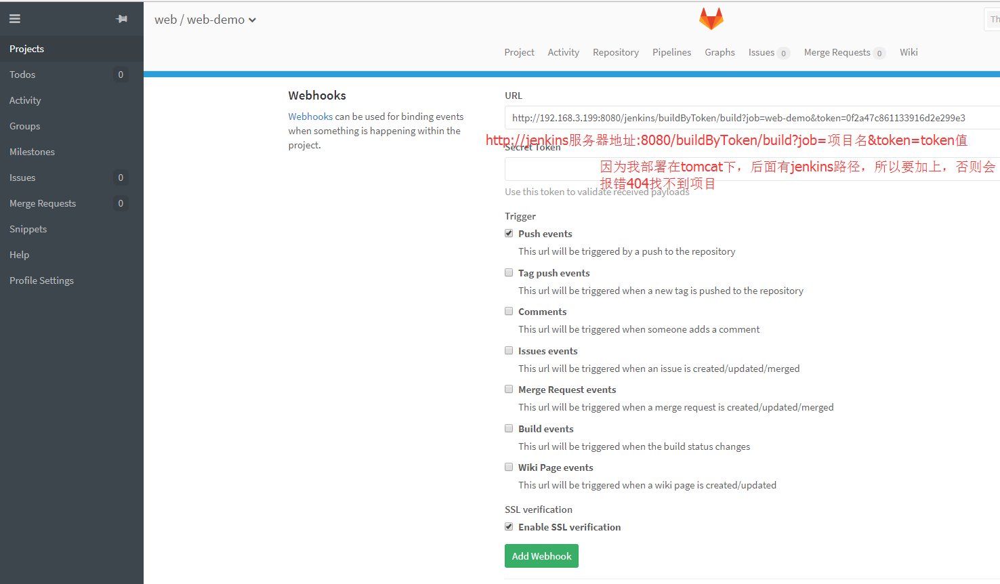 web / web-demo
Th
Projects
Todos 0
Activity
Groups
Milestones
Issues 0
Merge Requests 0
Snippets
Help
Profile Settings
Project Activity Repository Pipelines Graphs Issues 0 Merge Requests 0 Wiki
Webhooks
Webhooks can be used for binding events
when something is happening within the
project.
URL
http://192.168.3.199:8080/jenkins/buildByToken/build?job=web-demo&token=0f2a47c861133916d2e299e3
http://jenkins服务器地址:8080/buildByToken/build?job=项目名&token=token值
Secret Token
因为我部署在tomcat下，后面有jenkins路径，所以要加上，否则会
报错404找不到项目
Use this token to validate received payloads
Trigger
Push events
This url will be triggered by a push to the repository
Tag push events
This url will be triggered when a new tag is pushed to the repository
Comments
This url will be triggered when someone adds a comment
Issues events
This url will be triggered when an issue is created/updated/merged
Merge Request events
This url will be triggered when a merge request is created/updated/merged
Build events
This url will be triggered when the build status changes
Wiki Page events
This url will be triggered when a wiki page is created/updated
SSL verification
Enable SSL verification
Add Webhook